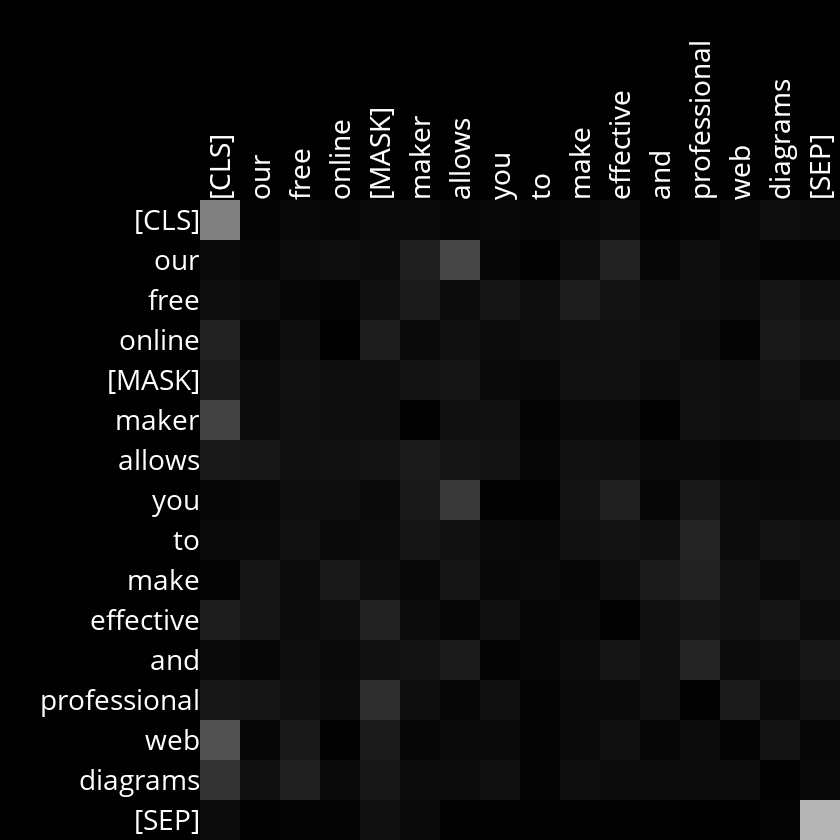 [CLS] our free online [MASK] maker allows you to make effective and professional web diagrams [SEP]
[CLS]
our
free
online
[MASK]
maker
allows
you
to
make
effective
and
professional
web
diagrams
[SEP]